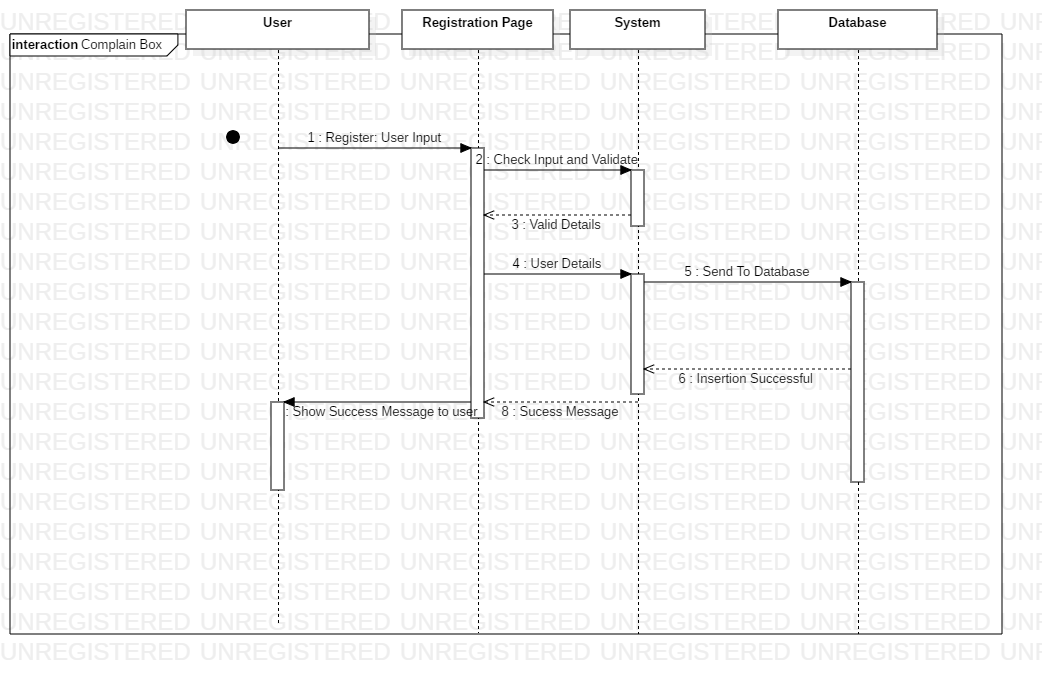 User
Registration Page
System
Database
interaction Complain Box
1 : Register: User Input
2 : Check Input and Validate
3 : Valid Details
4 : User Details
5 : Send To Database
6 : Insertion Successful
: Show Success Message to user
8 : Sucess Message
UNREGISTERED